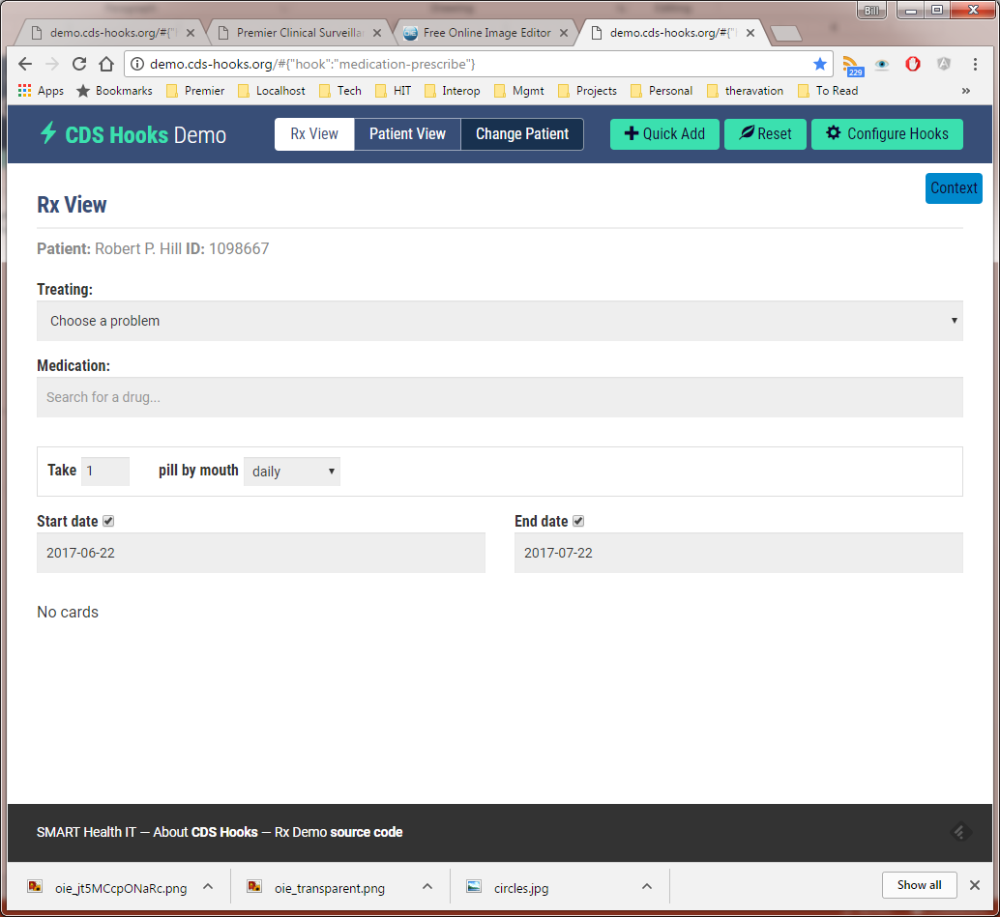 Bill
demo.cds-hooks.org/#{"
Premier Clinical Surveilla
Free Online Image Editor
demo.cds-hooks.org/#{"
demo.cds-hooks.org/#{"hook":"medication-prescribe"}
229
Apps Bookmarks Premier Localhost Tech HIT Interop Mgmt Projects Personal theravation To Read »
CDS Hooks Demo Rx View Patient View Change Patient Quick Add Reset Configure Hooks
Context
Rx View
Patient: Robert P. Hill ID: 1098667
Treating:
Choose a problem
Medication:
Search for a drug...
Take 1 pill by mouth daily
Start date End date
2017-06-22 2017-07-22
No cards
SMART Health IT — About CDS Hooks — Rx Demo source code
oie_jt5MCcpONaRc.png oie_transparent.png circles.jpg Show all